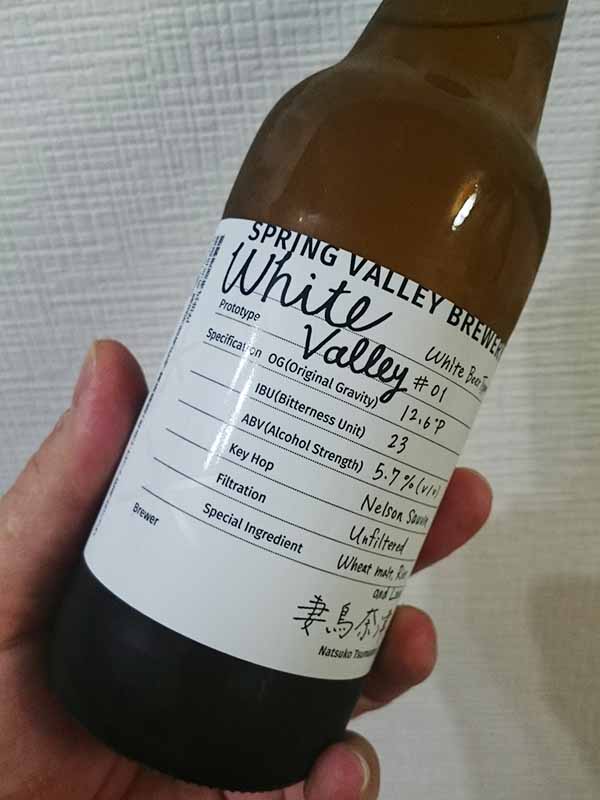 SPRING VALLEY BREWERY
White
Valley
Prototype
White Beer
#01
Specification OG(Original Gravity) 12.6°P
IBU(Bitterness Unit) 23
ABV(Alcohol Strength) 5.7%(v/v)
Key Hop Nelson Sauvin
Filtration Unfiltered
Special Ingredient Wheat malt,
and
Brewer
妻鳥奈
Natsuko